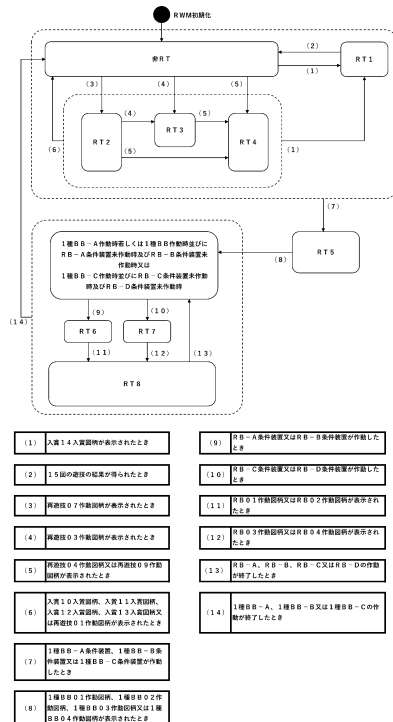 RWM初期化
非RT
RT1
（2）
（1）
（3）
（4）
（5）
RT2
（4）
RT3
（5）
RT4
（5）
（6）
（1）
（7）
1種BB－A作動時若しくは1種BB作動時並びに
RB－A条件装置未作動時及びRB－B条件装置未
作動時又は
1種BB－C作動時並びにRB－C条件装置未作動
時及びRB－D条件装置未作動時
RT5
（8）
（9）
（10）
RT6
RT7
（11）
（12）
（13）
（14）
RT8
（1）
入賞14入賞図柄が表示されたとき
（2）
15回の遊技の結果が得られたとき
（3）
再遊技07作動図柄が表示されたとき
（4）
再遊技03作動図柄が表示されたとき
（5）
再遊技04作動図柄又は再遊技09作動
図柄が表示されたとき
（6）
入賞10入賞図柄、入賞11入賞図柄、
入賞12入賞図柄、入賞13入賞図柄又
は再遊技01作動図柄が表示されたとき
（7）
1種BB－A条件装置、1種BB－B条
件装置又は1種BB－C条件装置が作動
したとき
（8）
1種BB01作動図柄、1種BB02作
動図柄、1種BB03作動図柄又は1種
BB04作動図柄が表示されたとき
（9）
RB－A条件装置又はRB－B条件装置が作動した
とき
（10）
RB－C条件装置又はRB－D条件装置が作動した
とき
（11）
RB01作動図柄又はRB02作動図柄が表示され
たとき
（12）
RB03作動図柄又はRB04作動図柄が表示され
たとき
（13）
RB－A、RB－B、RB－C又はRB－Dの作動
が終了したとき
（14）
1種BB－A、1種BB－B又は1種BB－Cの作
動が終了したとき